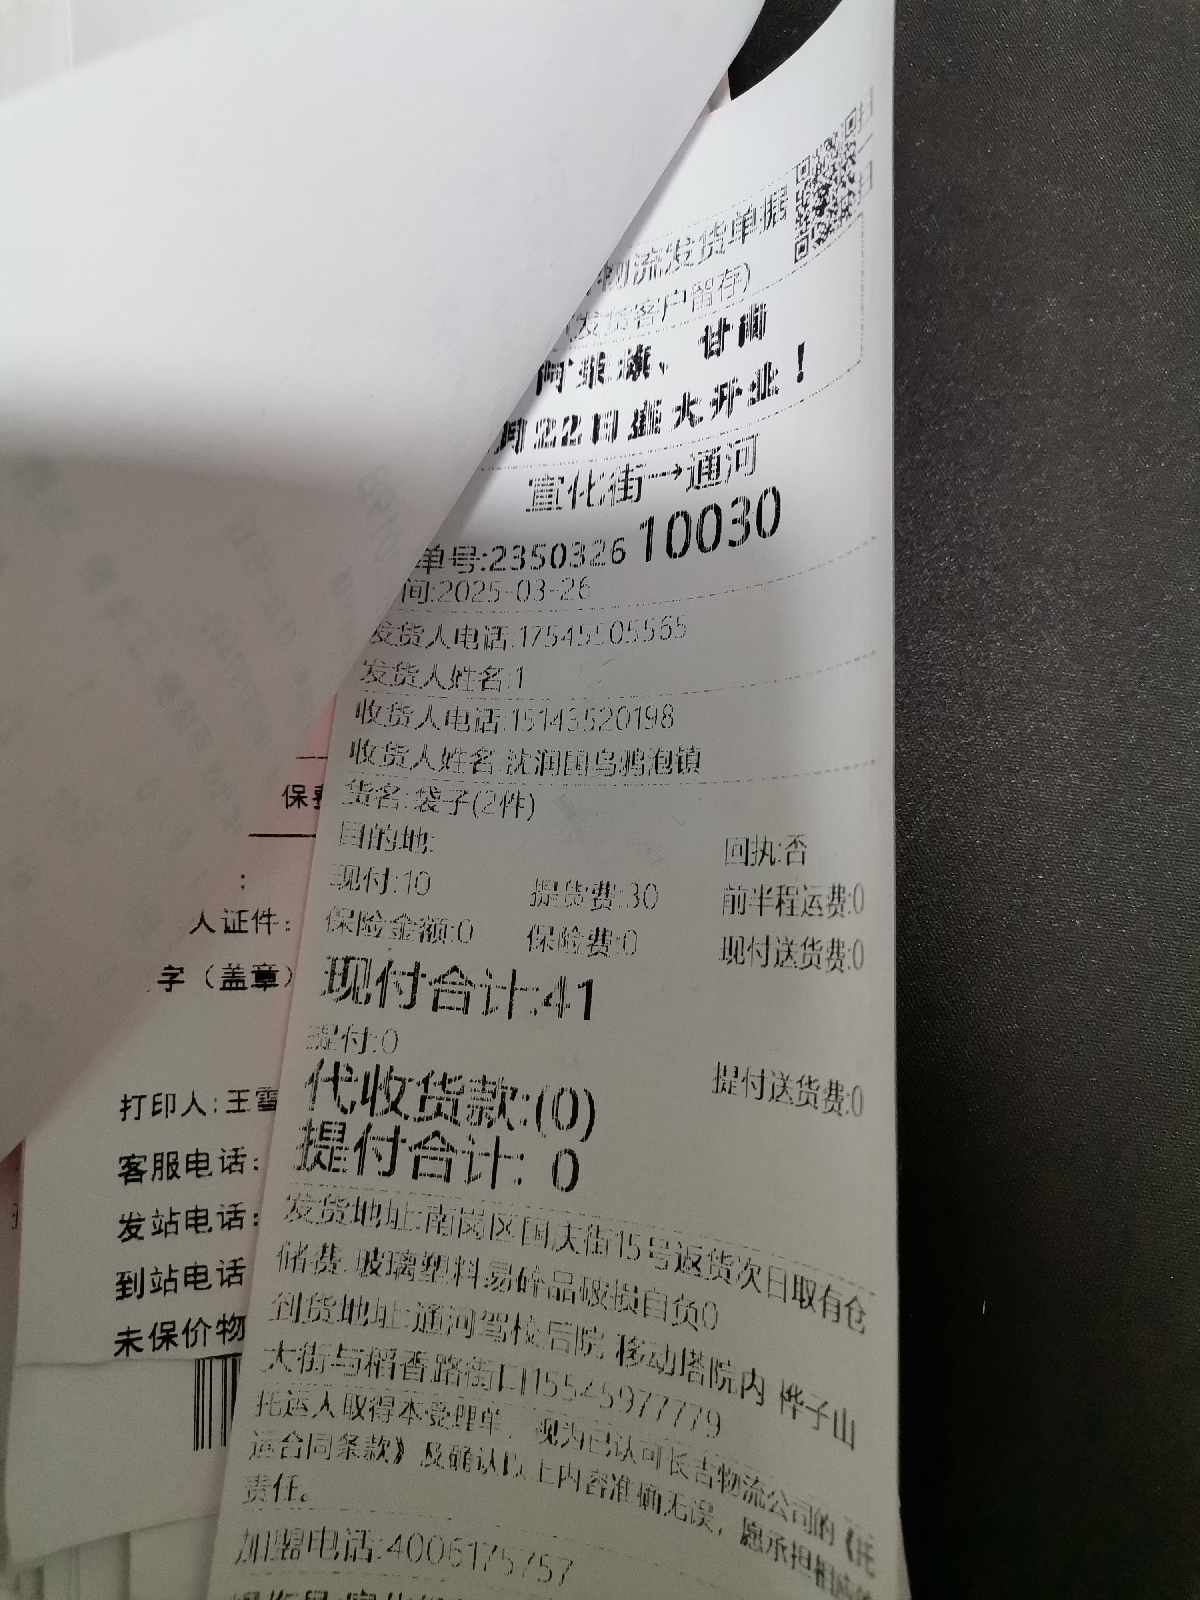 物流发货单据
(发货客户留存)
旗、甘南
月22日盛大开业！
宣化街→通河
单号:2350326 10030
间:2025-03-26
发货人电话:17545505565
发货人姓名:1
收货人电话:15143520198
收货人姓名:沈润国乌鸦泡镇
货名:袋子(2件)
目的地: 回执:否
现付:10 提货费:30 前半程运费:0
保险金额:0 保险费:0 现付送货费:0
现付合计:41
提付:0 提付送货费:0
代收货款:(0)
提付合计: 0
发货地址:南岗区国庆街15号返货次日取有仓
储费.玻璃塑料易碎品破损自负0
到货地址:通河驾校后院 移动塔院内 桦子山
大街与稻香路街口15545977779
托运人取得本受理单，视为已认可长吉物流公司的《托
运合同条款》及确认以上内容准确无误，愿承担相应
责任。
加盟电话:4006175757
保
人证件:
字（盖章）
打印人:王雪
客服电话:
发站电话:
到站电话
未保价物